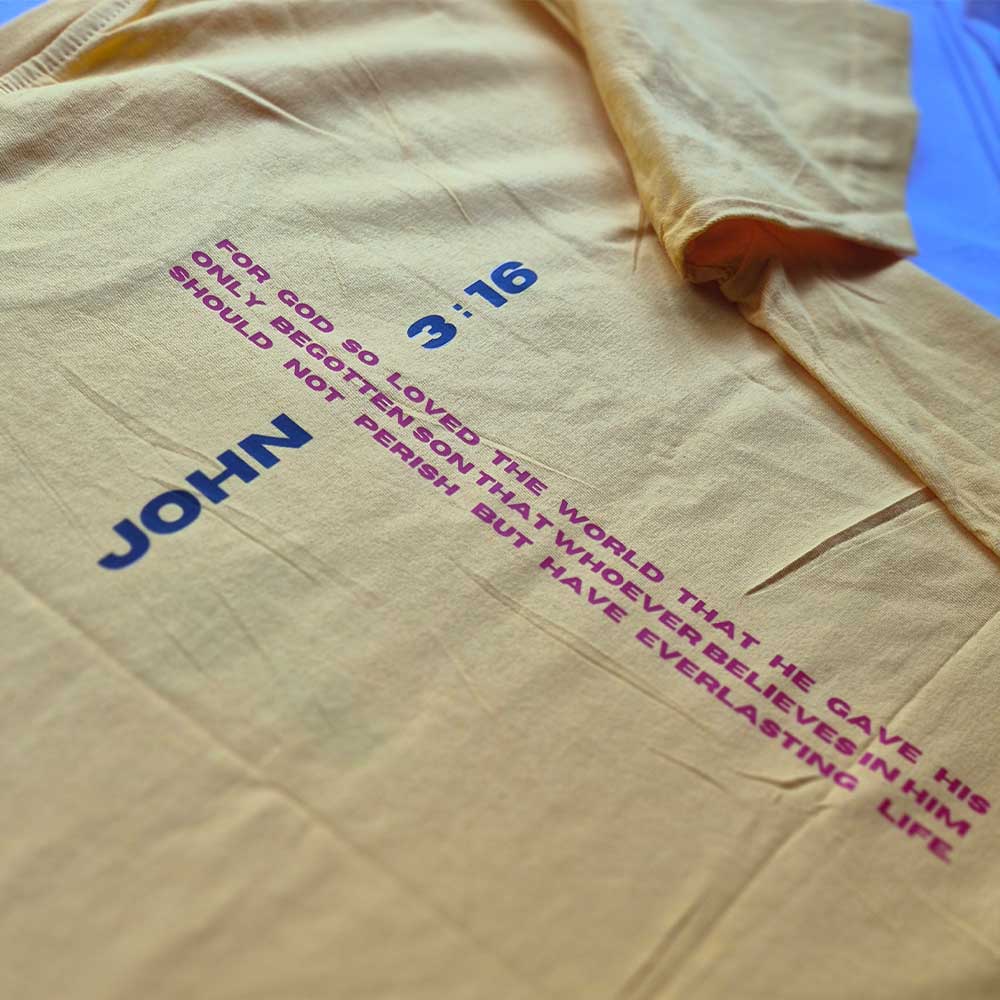 JOHN
3:16
FOR GOD SO LOVED THE WORLD THAT HE GAVE HIS
ONLY BEGOTTEN SON THAT WHOEVER BELIEVES IN HIM
SHOULD NOT PERISH BUT HAVE EVERLASTING LIFE